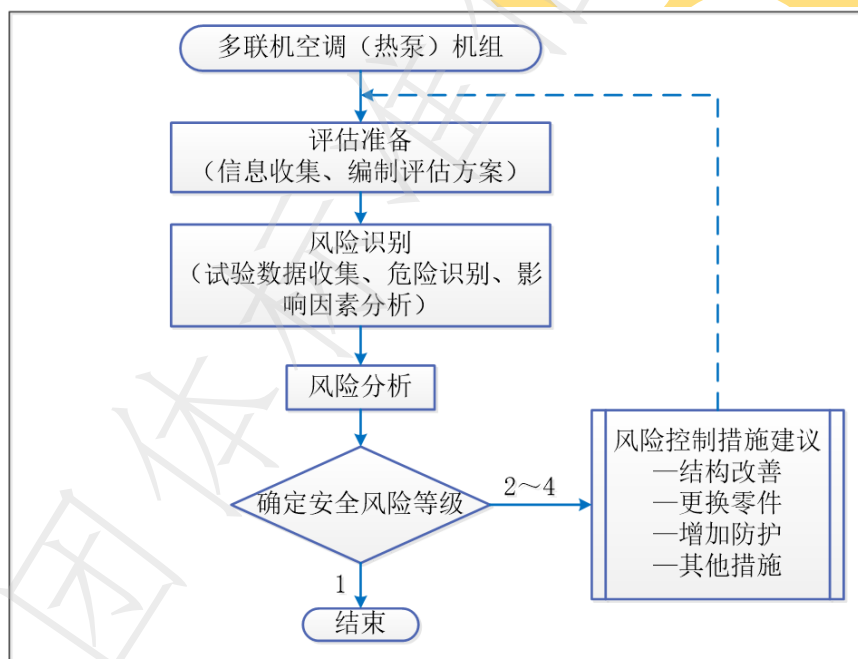 多联机空调（热泵）机组
评估准备
（信息收集、编制评估方案）
风险识别
（试验数据收集、危险识别、影
响因素分析）
风险分析
确定安全风险等级
2～4
1
结束
风险控制措施建议
—结构改善
—更换零件
—增加防护
—其他措施
团体标准